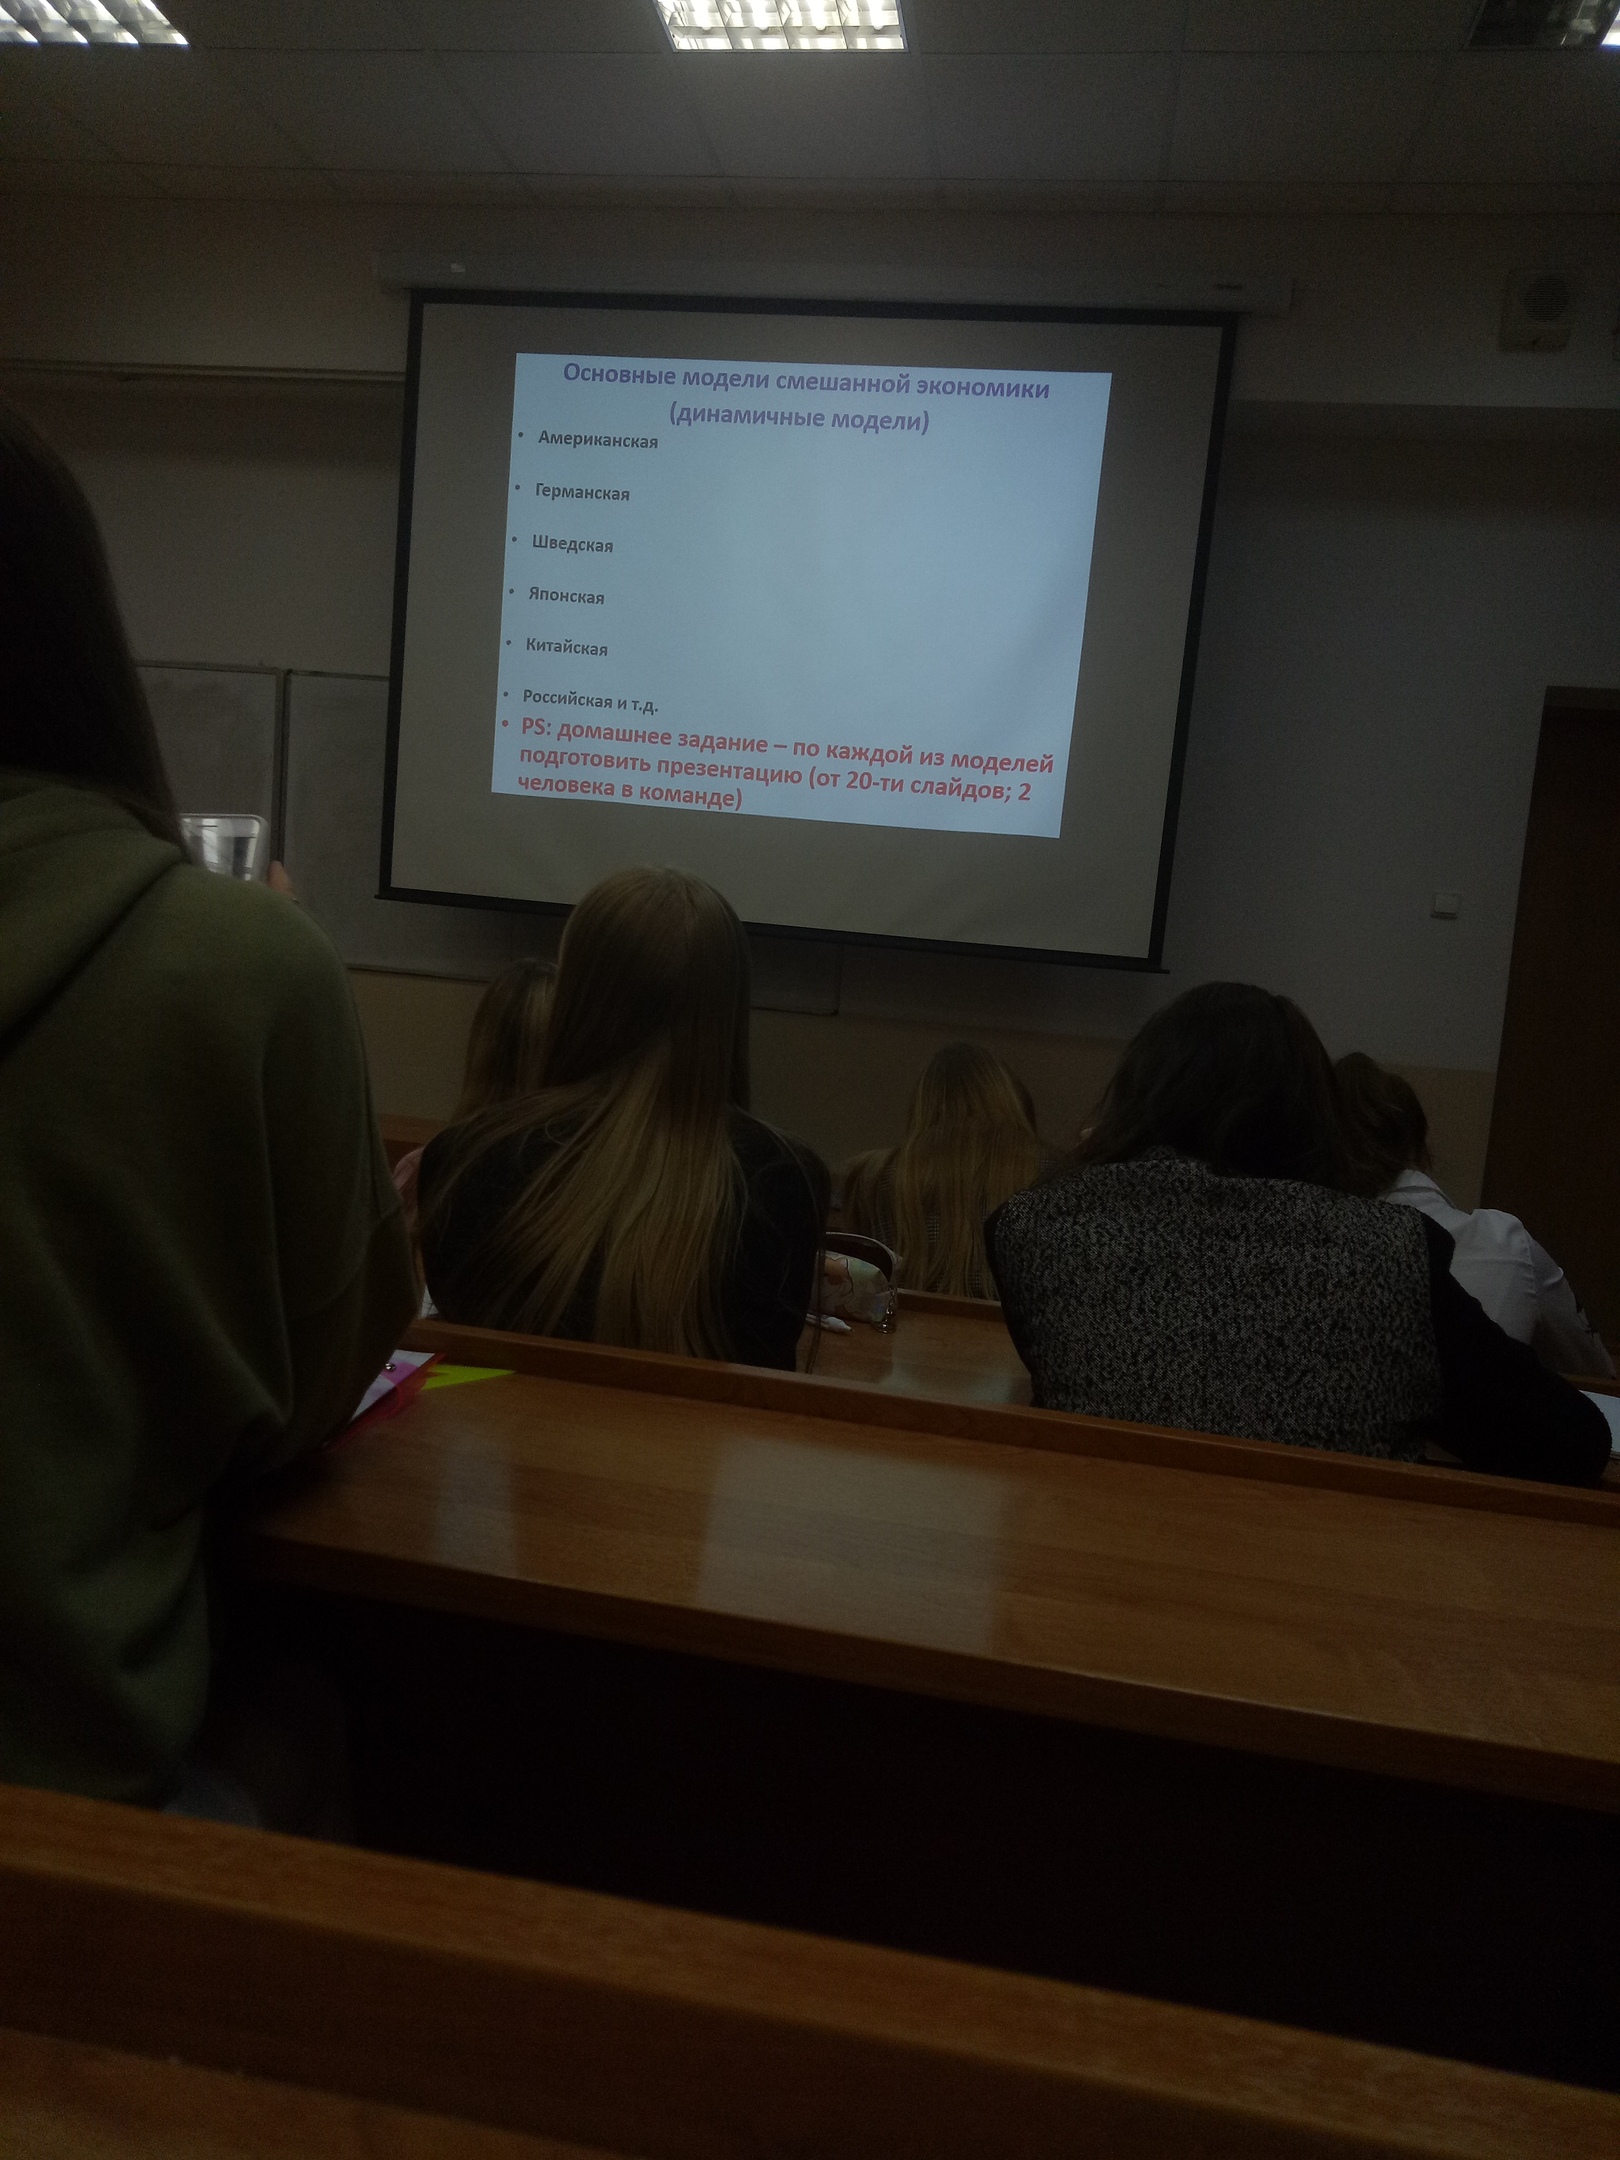 Основные модели смешанной экономики
(динамичные модели)
• Американская
• Германская
• Шведская
• Японская
• Китайская
• Российская и т.д.
• PS: домашнее задание – по каждой из моделей
подготовить презентацию (от 20-ти слайдов; 2
человека в команде)